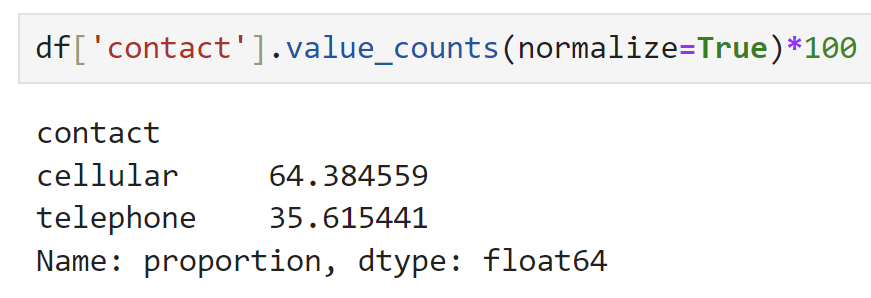 df['contact'].value_counts(normalize=True)*100
contact
cellular     64.384559
telephone    35.615441
Name: proportion, dtype: float64